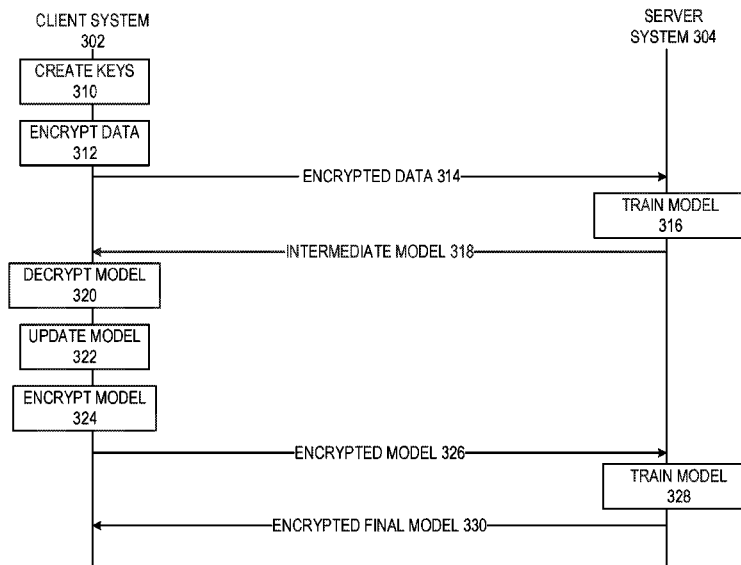 CLIENT SYSTEM
302
SERVER
SYSTEM 304
CREATE KEYS
310
ENCRYPT DATA
312
ENCRYPTED DATA 314
TRAIN MODEL
316
INTERMEDIATE MODEL 318
DECRYPT MODEL
320
UPDATE MODEL
322
ENCRYPT MODEL
324
ENCRYPTED MODEL 326
TRAIN MODEL
328
ENCRYPTED FINAL MODEL 330